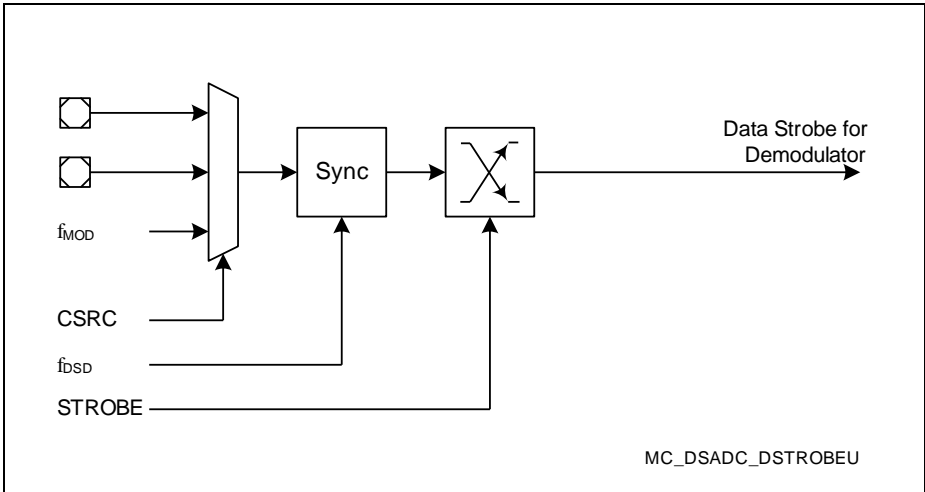 Data Strobe for
Demodulator
Sync
fMOD
CSRC
fDSD
STROBE
MC_DSADC_DSTROBEU